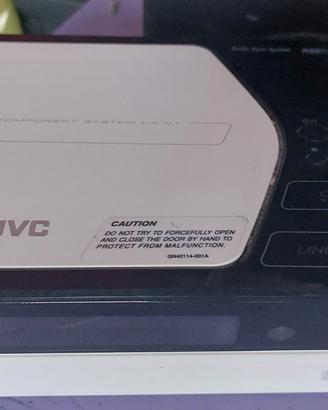 COMPONENT SYSTEM UX-N1
JVC
CAUTION
DO NOT TRY TO FORCEFULLY OPEN
AND CLOSE THE DOOR BY HAND TO
PROTECT FROM MALFUNCTION.
GN40114-001A
LINE